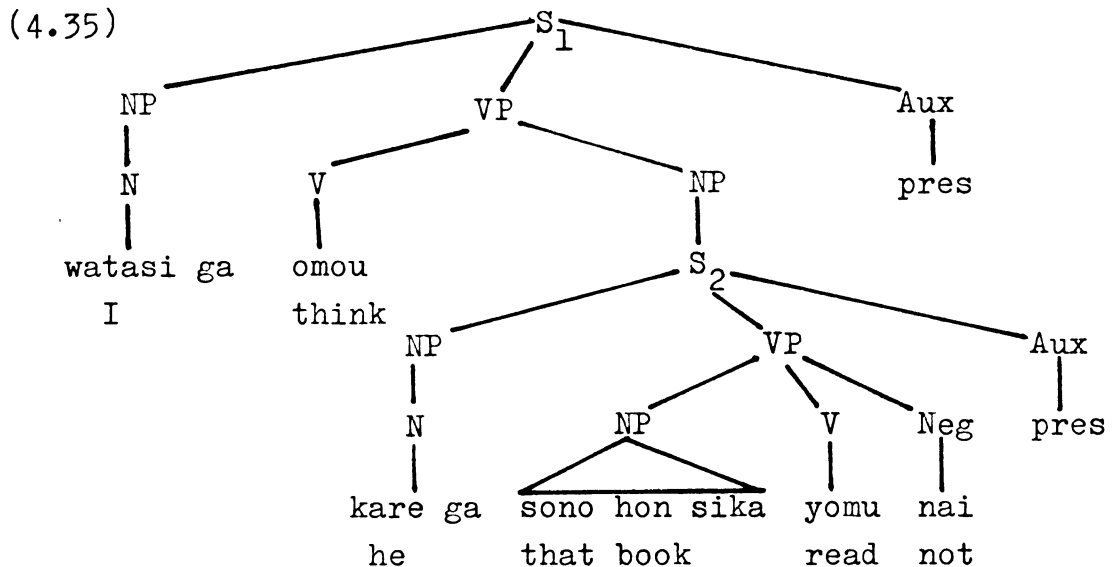 (4.35)
S1
NP VP Aux
N V NP pres
watasi ga omou S2
I think
NP VP Aux
N NP V Neg pres
kare ga sono hon sika yomu nai
he that book read not